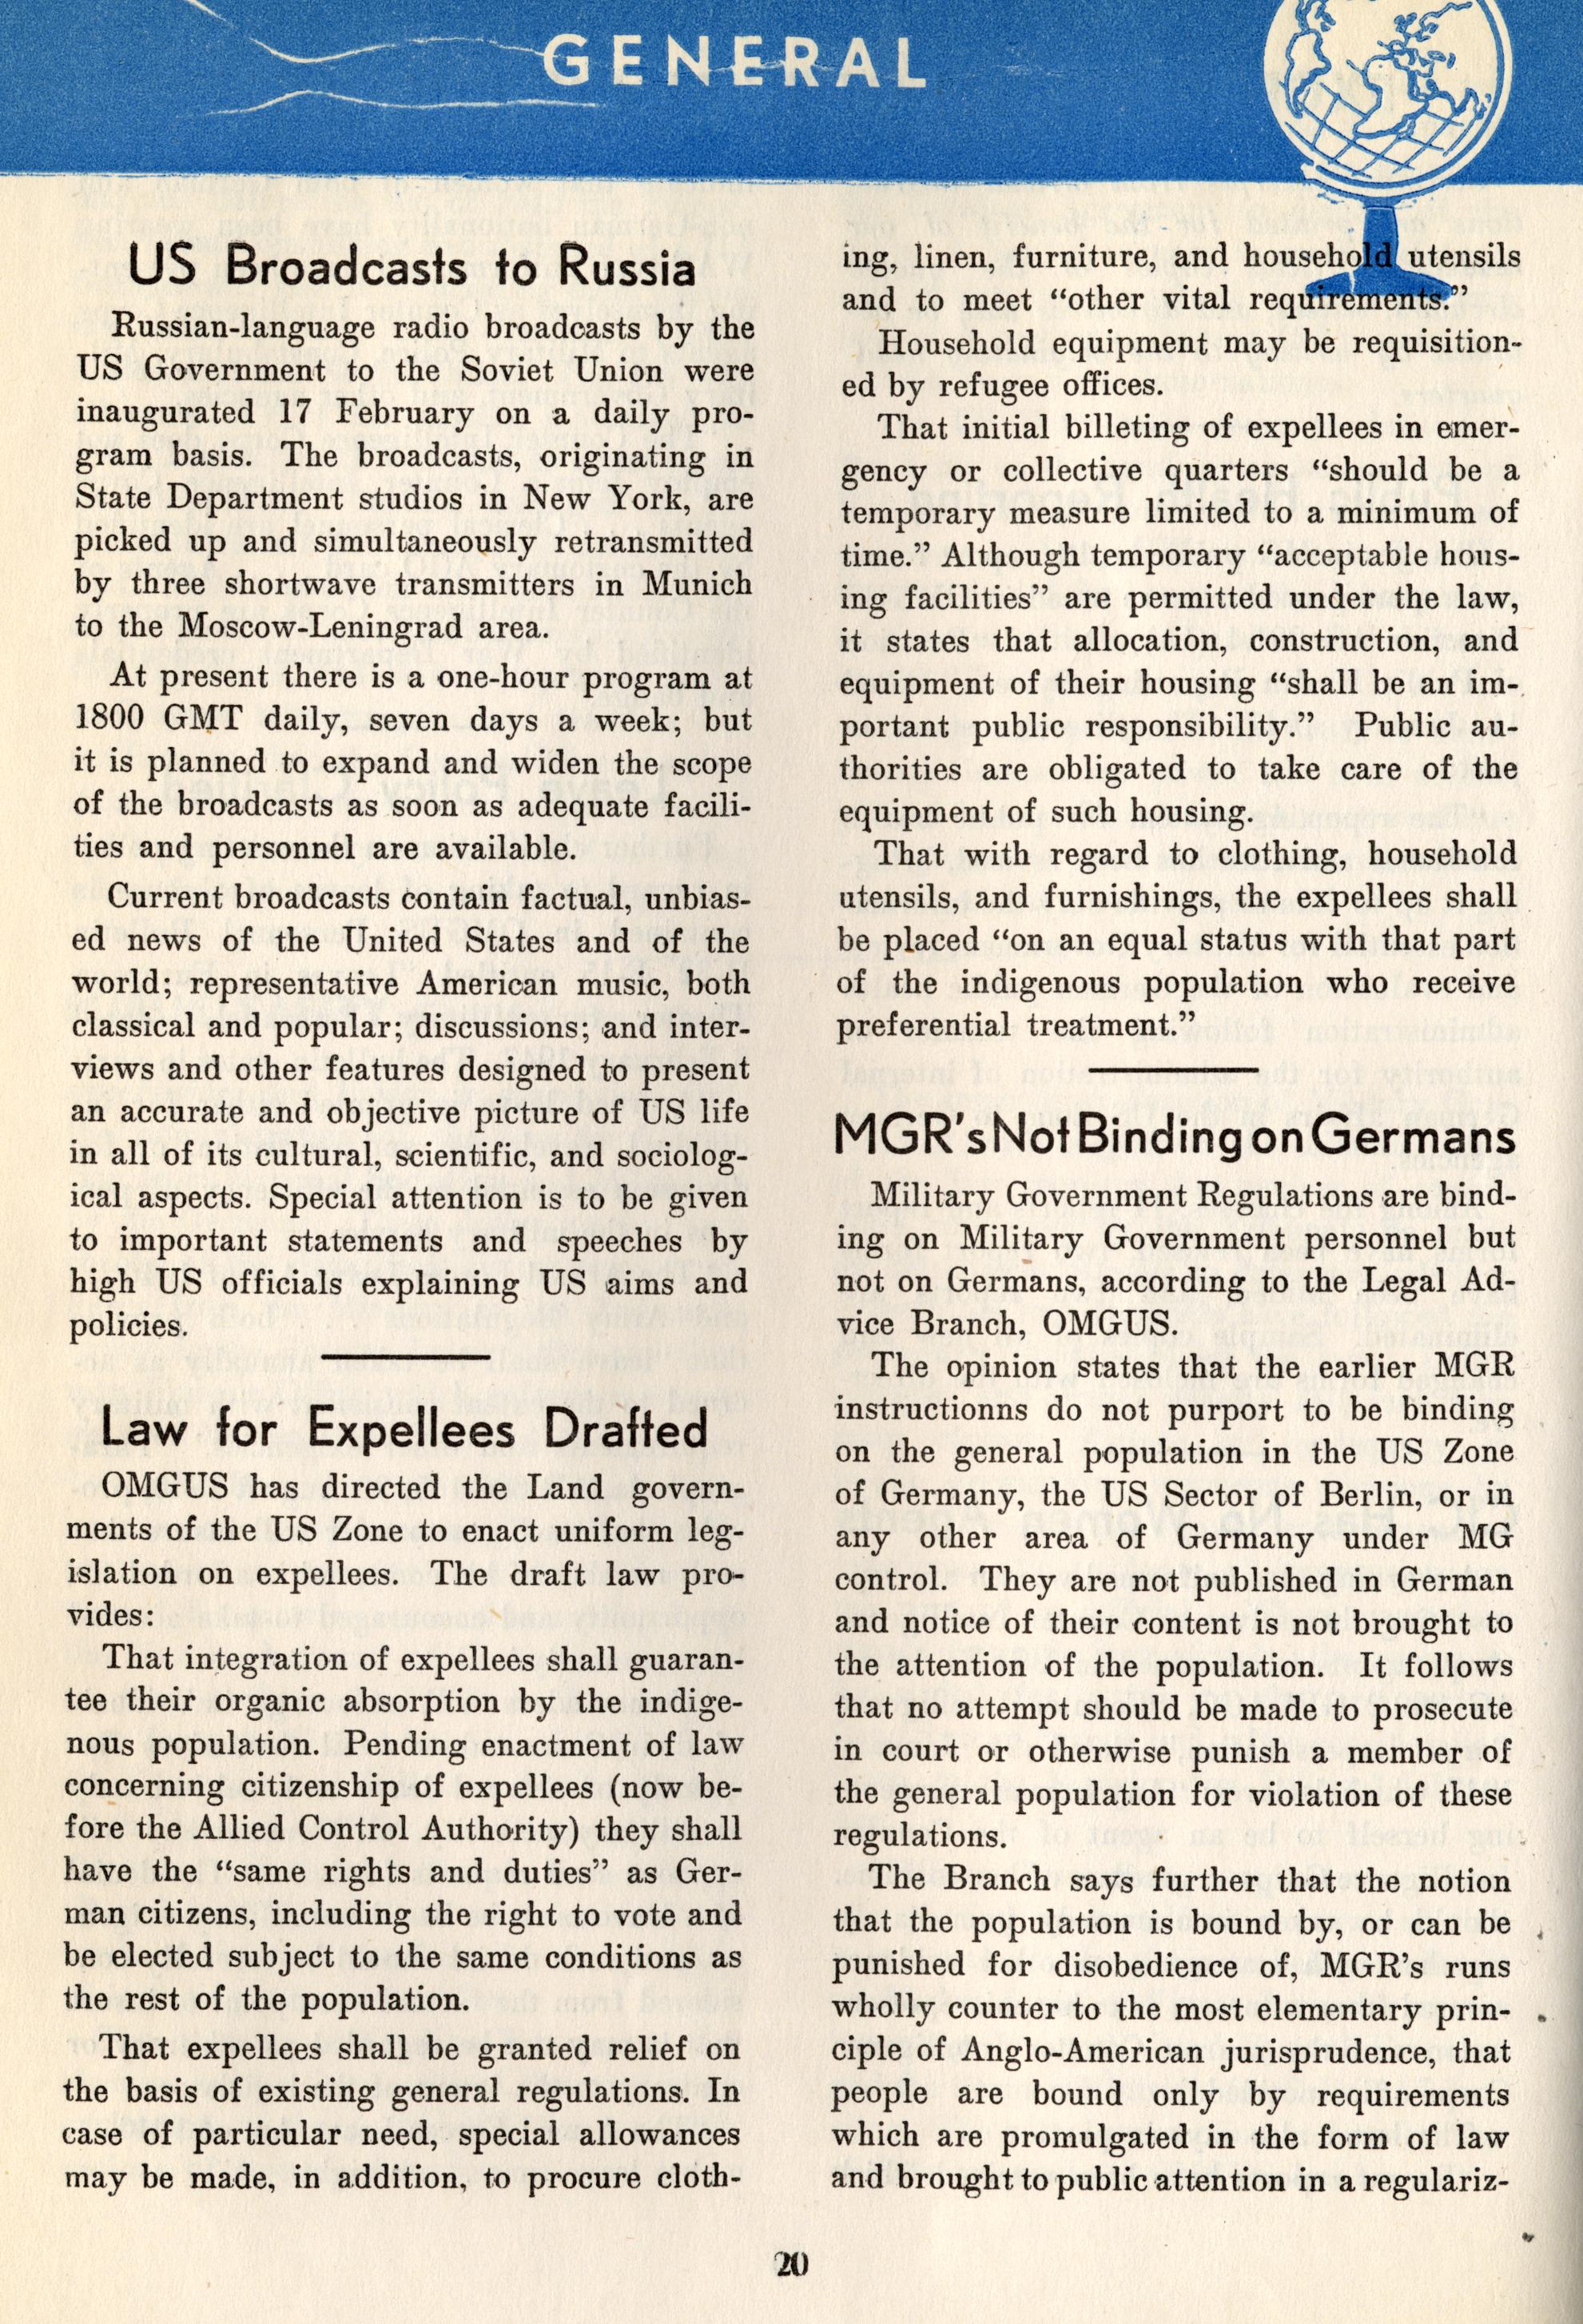 GENERAL
US Broadcasts to Russia
Russian-language radio broadcasts by the
US Government to the Soviet Union were
inaugurated 17 February on a daily pro-
gram basis. The broadcasts, originating in
State Department studios in New York, are
picked up and simultaneously retransmitted
by three shortwave transmitters in Munich
to the Moscow-Leningrad area.
At present there is a one-hour program at
1800 GMT daily, seven days a week; but
it is planned to expand and widen the scope
of the broadcasts as soon as adequate facili-
ties and personnel are available.
Current broadcasts contain factual, unbias-
ed news of the United States and of the
world; representative American music, both
classical and popular; discussions; and inter-
views and other features designed to present
an accurate and objective picture of US life
in all of its cultural, scientific, and sociolog-
ical aspects. Special attention is to be given
to important statements and speeches by
high US officials explaining US aims and
policies.
Law for Expellees Drafted
OMGUS has directed the Land govern-
ments of the US Zone to enact uniform leg-
islation on expellees. The draft law pro-
vides:
That integration of expellees shall guaran-
tee their organic absorption by the indige-
nous population. Pending enactment of law
concerning citizenship of expellees (now be-
fore the Allied Control Authority) they shall
have the “same rights and duties” as Ger-
man citizens, including the right to vote and
be elected subject to the same conditions as
the rest of the population.
That expellees shall be granted relief on
the basis of existing general regulations. In
case of particular need, special allowances
may be made, in addition, to procure cloth-
ing, linen, furniture, and household utensils
and to meet “other vital requirements.”
Household equipment may be requisition-
ed by refugee offices.
That initial billeting of expellees in emer-
gency or collective quarters “should be a
temporary measure limited to a minimum of
time.” Although temporary “acceptable hous-
ing facilities” are permitted under the law,
it states that allocation, construction, and
equipment of their housing “shall be an im-
portant public responsibility.” Public au-
thorities are obligated to take care of the
equipment of such housing.
That with regard to clothing, household
utensils, and furnishings, the expellees shall
be placed “on an equal status with that part
of the indigenous population who receive
preferential treatment.”
MGR's Not Binding on Germans
Military Government Regulations are bind-
ing on Military Government personnel but
not on Germans, according to the Legal Ad-
vice Branch, OMGUS.
The opinion states that the earlier MGR
instructionns do not purport to be binding
on the general population in the US Zone
of Germany, the US Sector of Berlin, or in
any other area of Germany under MG
control. They are not published in German
and notice of their content is not brought to
the attention of the population. It follows
that no attempt should be made to prosecute
in court or otherwise punish a member of
the general population for violation of these
regulations.
The Branch says further that the notion
that the population is bound by, or can be
punished for disobedience of, MGR's runs
wholly counter to the most elementary prin-
ciple of Anglo-American jurisprudence, that
people are bound only by requirements
which are promulgated in the form of law
and brought to public attention in a regulariz-
20